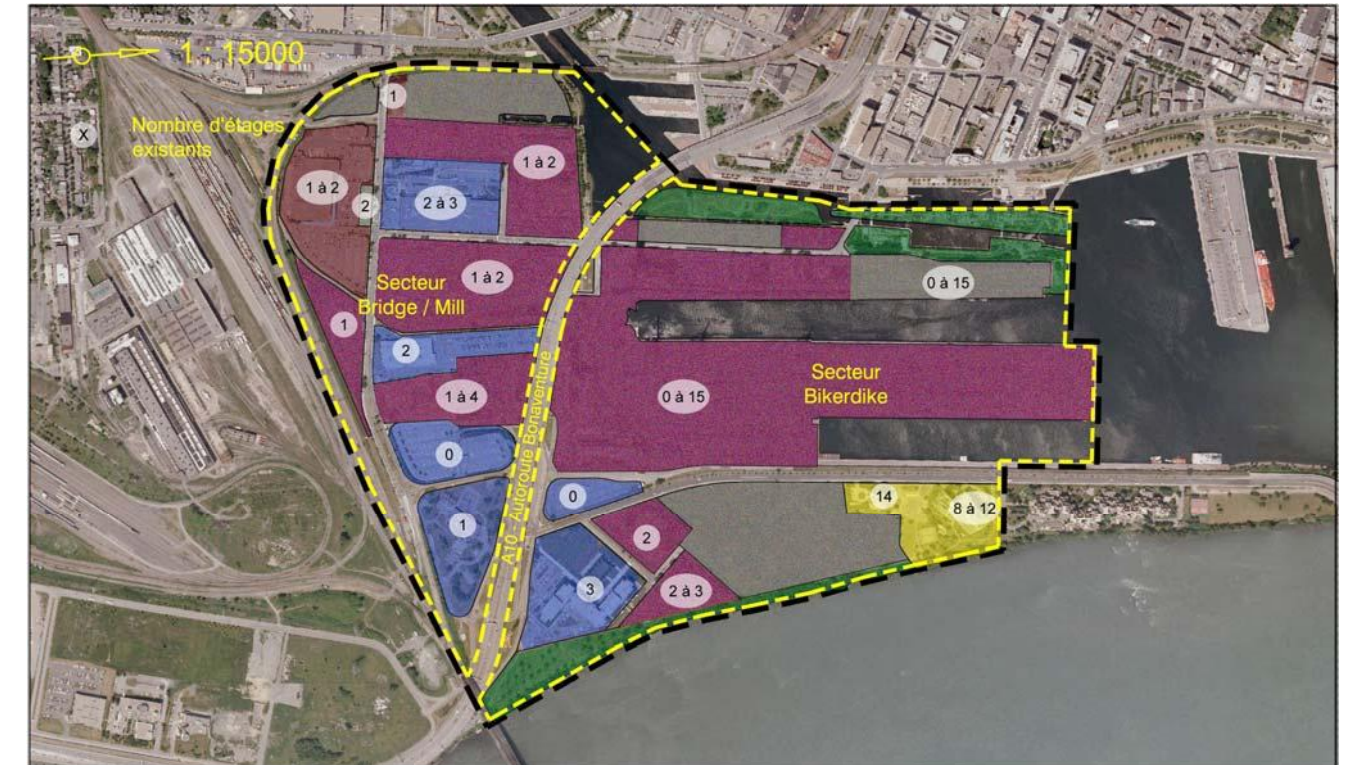 1 : 15000
Nombre d'étages
existants
X
1
1 à 2
1 à 2
2 à 3
2
1 à 2
Secteur
Bridge / Mill
0 à 15
1
2
Secteur
Bikerdike
1 à 4
0 à 15
A10 - Autoroute Bonaventure
0
0
14
8 à 12
1
2
3
2 à 3